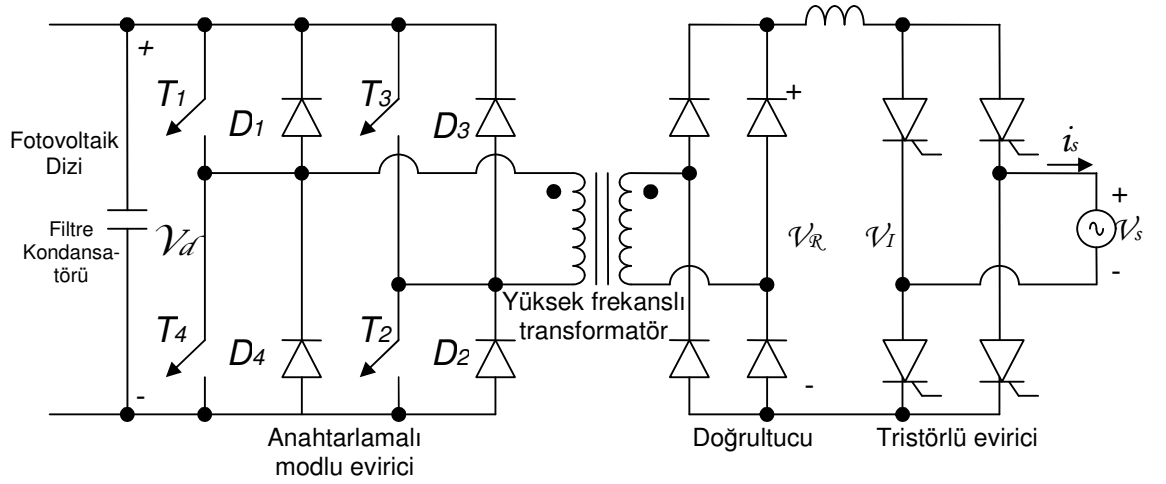 +
T1
D1
T3
D3
+
Fotovoltaik
Dizi
is
Filtre
Kondansa-
törü
Vd
VR
VI
+
Vs
-
Yüksek frekanslı
transformatör
T4
D4
T2
D2
-
-
Anahtarlamalı
modlu evirici
Doğrultucu
Tristörlü evirici